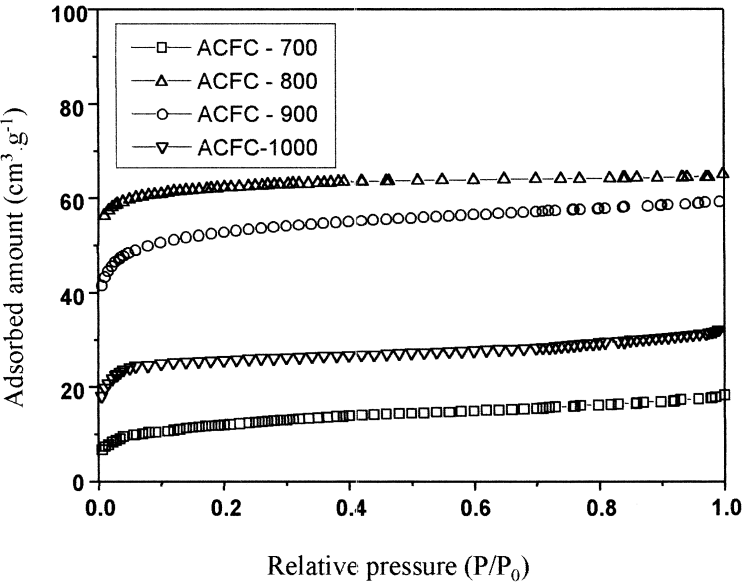 100
80
60
40
20
0
ACFC - 700
ACFC - 800
ACFC - 900
ACFC-1000
Adsorbed amount (cm³.g⁻¹)
0.0 0.2 0.4 0.6 0.8 1.0
Relative pressure (P/P₀)